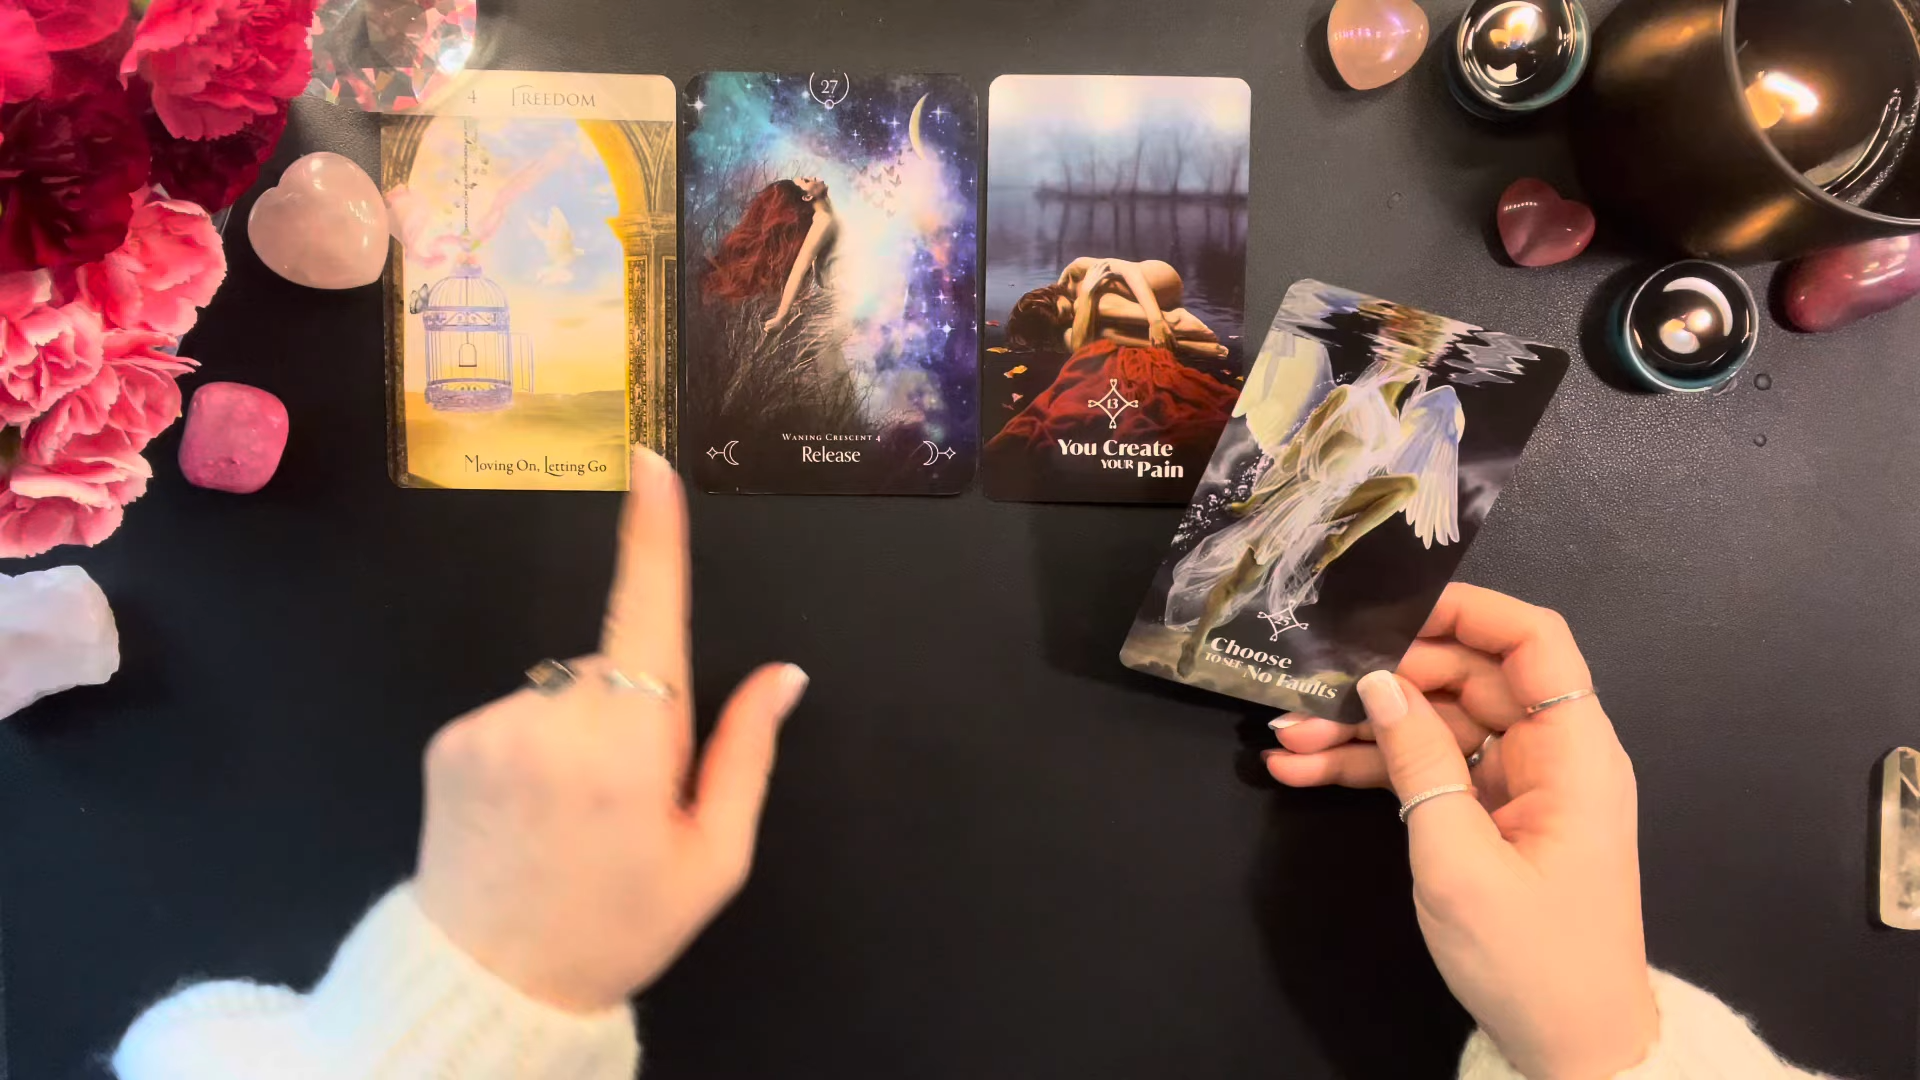 4 FREEDOM
Moving On, Letting Go
27
WANING CRESCENT 4
Release
13
You Create
YOUR Pain
25
Choose
TO SEE No Faults